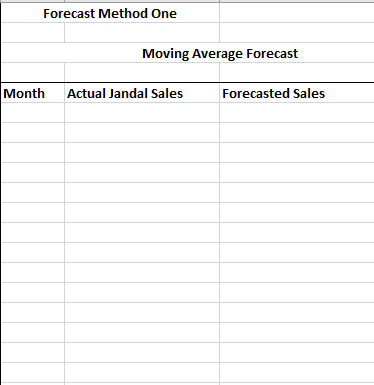 Forecast Method One
Moving Average Forecast
Month Actual Jandal Sales Forecasted Sales